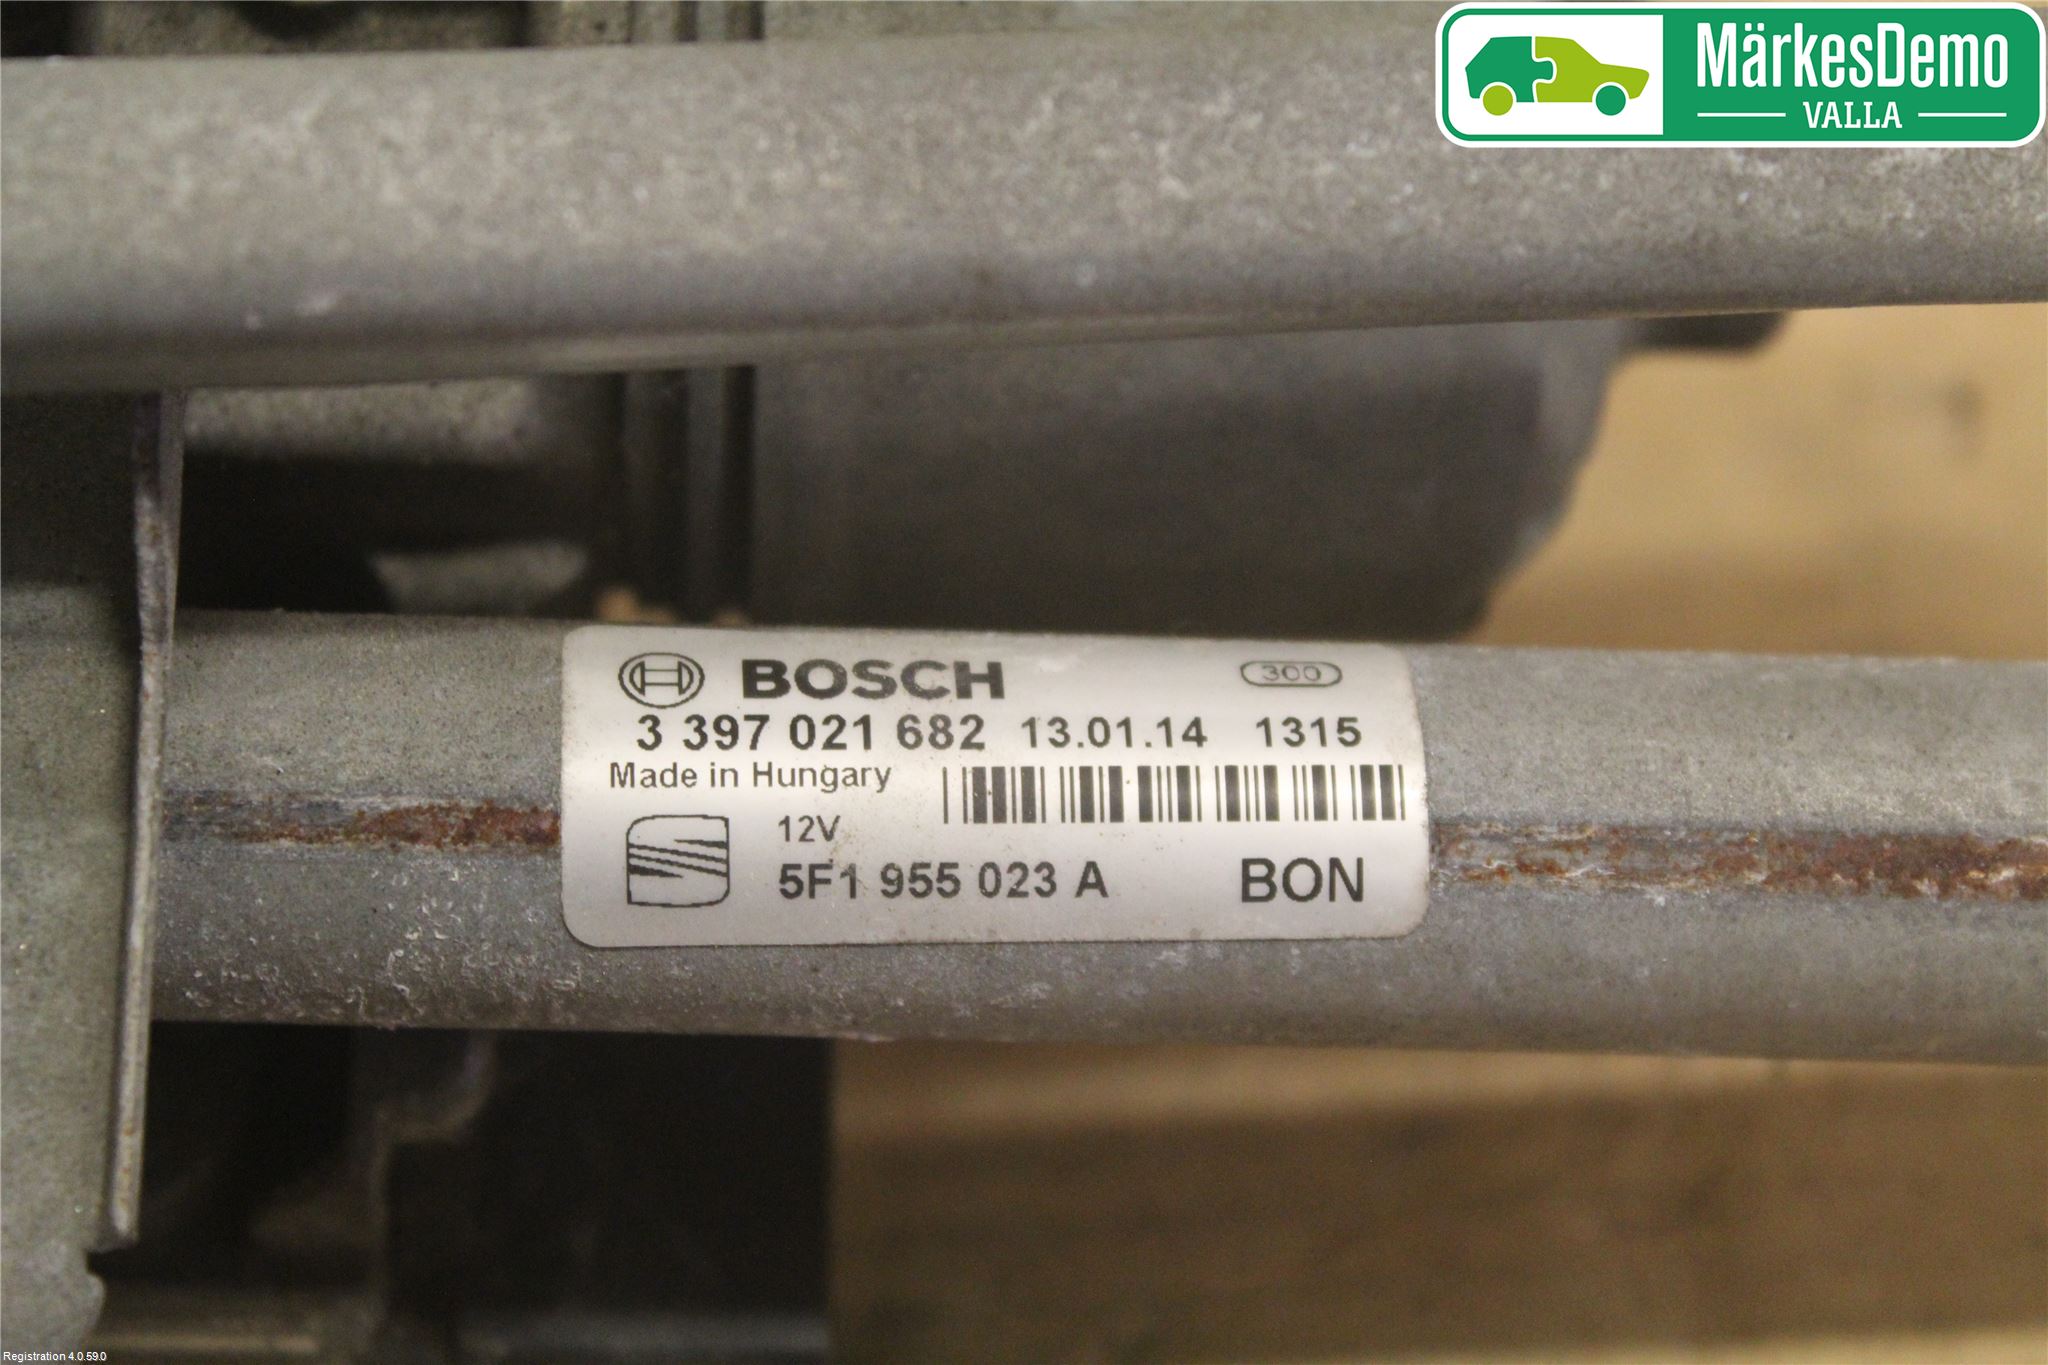 MärkesDemo
VALLA
BOSCH 300
3 397 021 682 13.01.14 1315
Made in Hungary
12V
5F1 955 023 A BON
Registration 4.0.59.0